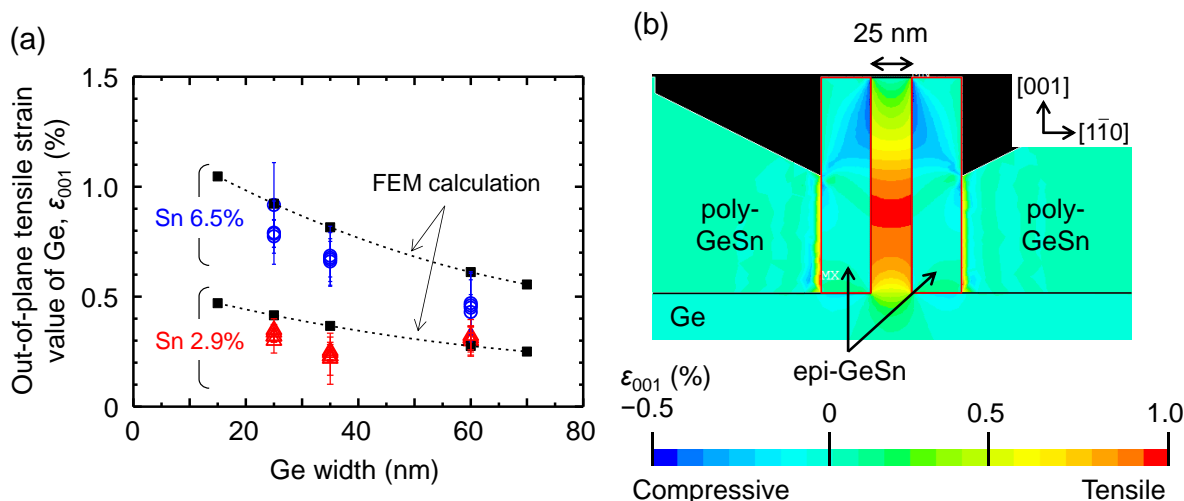 (a)
1.5
1.0
0.5
0
0
20
40
60
80
Out-of-plane tensile strain
value of Ge, ε001 (%)
Ge width (nm)
FEM calculation
Sn 6.5%
Sn 2.9%
(b)
25 nm
[001]
[11̄0]
poly-
GeSn
poly-
GeSn
MX
Ge
epi-GeSn
ε001 (%)
−0.5
0
0.5
1.0
Compressive
Tensile